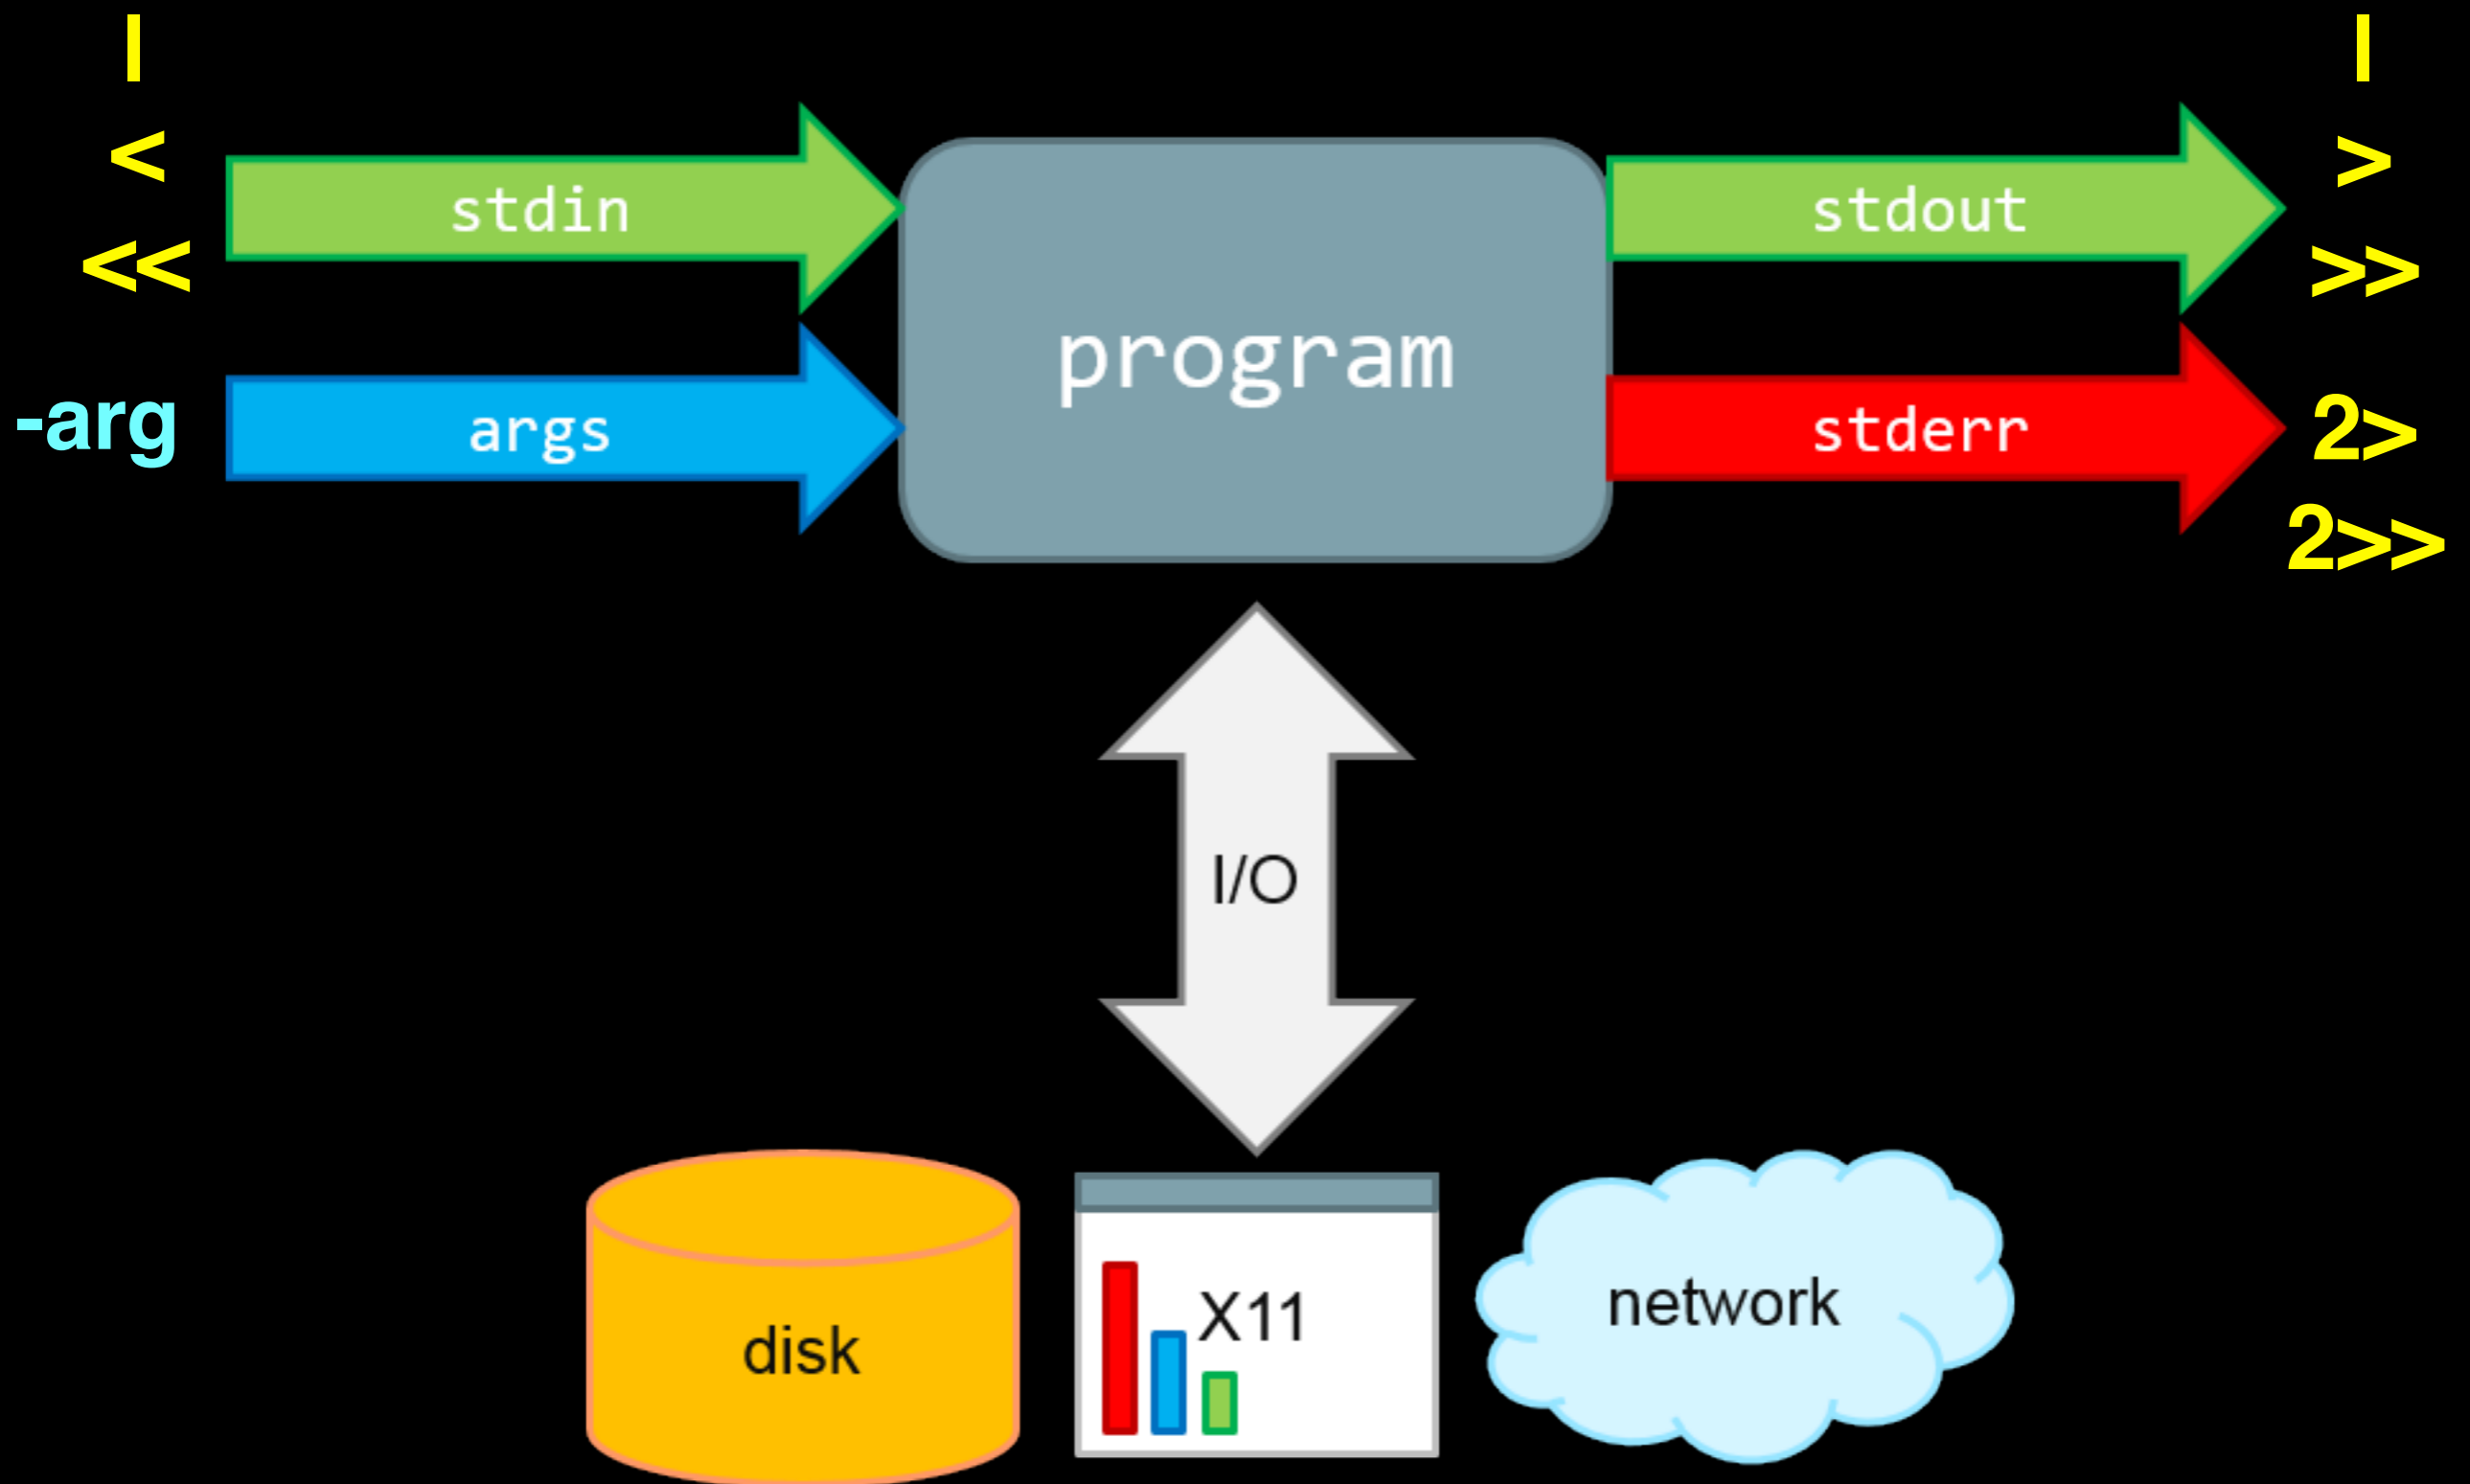 |
|
<
stdin
stdout
>
<<
>>
program
-arg
args
stderr
2>
2>>
I/O
X11
network
disk